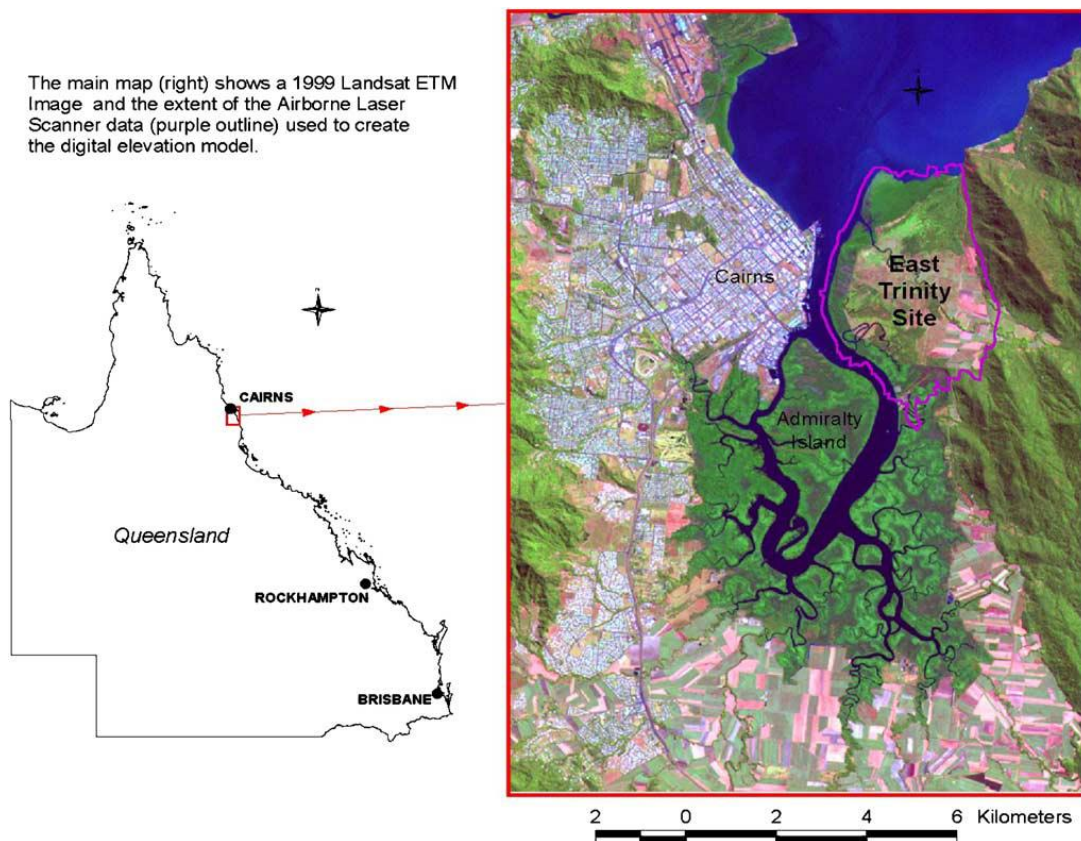 The main map (right) shows a 1999 Landsat ETM
Image and the extent of the Airborne Laser
Scanner data (purple outline) used to create
the digital elevation model.
CAIRNS
Queensland
ROCKHAMPTON
BRISBANE
Cairns
East
Trinity
Site
Admiralty
Island
2 0 2 4 6 Kilometers